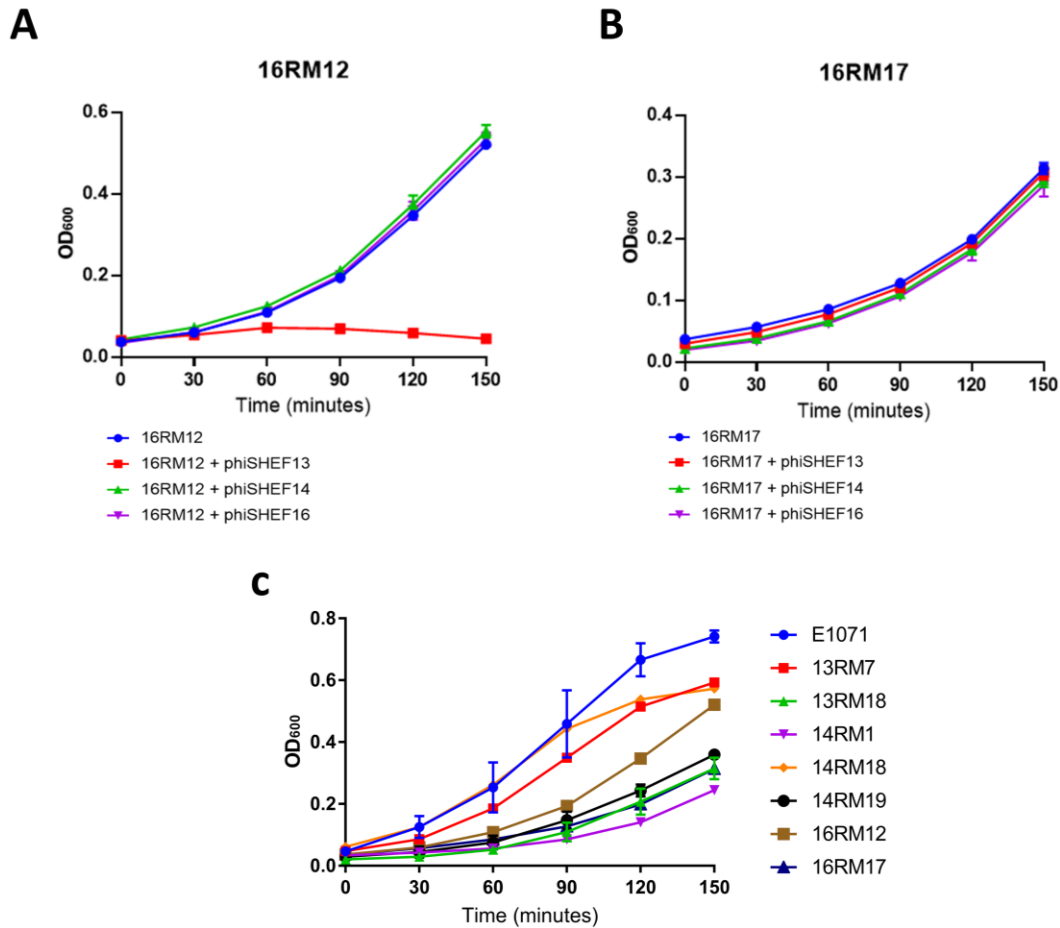 A
16RM12
OD600
0.6
0.4
0.2
0.0
0 30 60 90 120 150
Time (minutes)
16RM12
16RM12 + phiSHEF13
16RM12 + phiSHEF14
16RM12 + phiSHEF16
B
16RM17
OD600
0.4
0.3
0.2
0.1
0.0
0 30 60 90 120 150
Time (minutes)
16RM17
16RM17 + phiSHEF13
16RM17 + phiSHEF14
16RM17 + phiSHEF16
C
OD600
0.8
0.6
0.4
0.2
0.0
0 30 60 90 120 150
Time (minutes)
E1071
13RM7
13RM18
14RM1
14RM18
14RM19
16RM12
16RM17